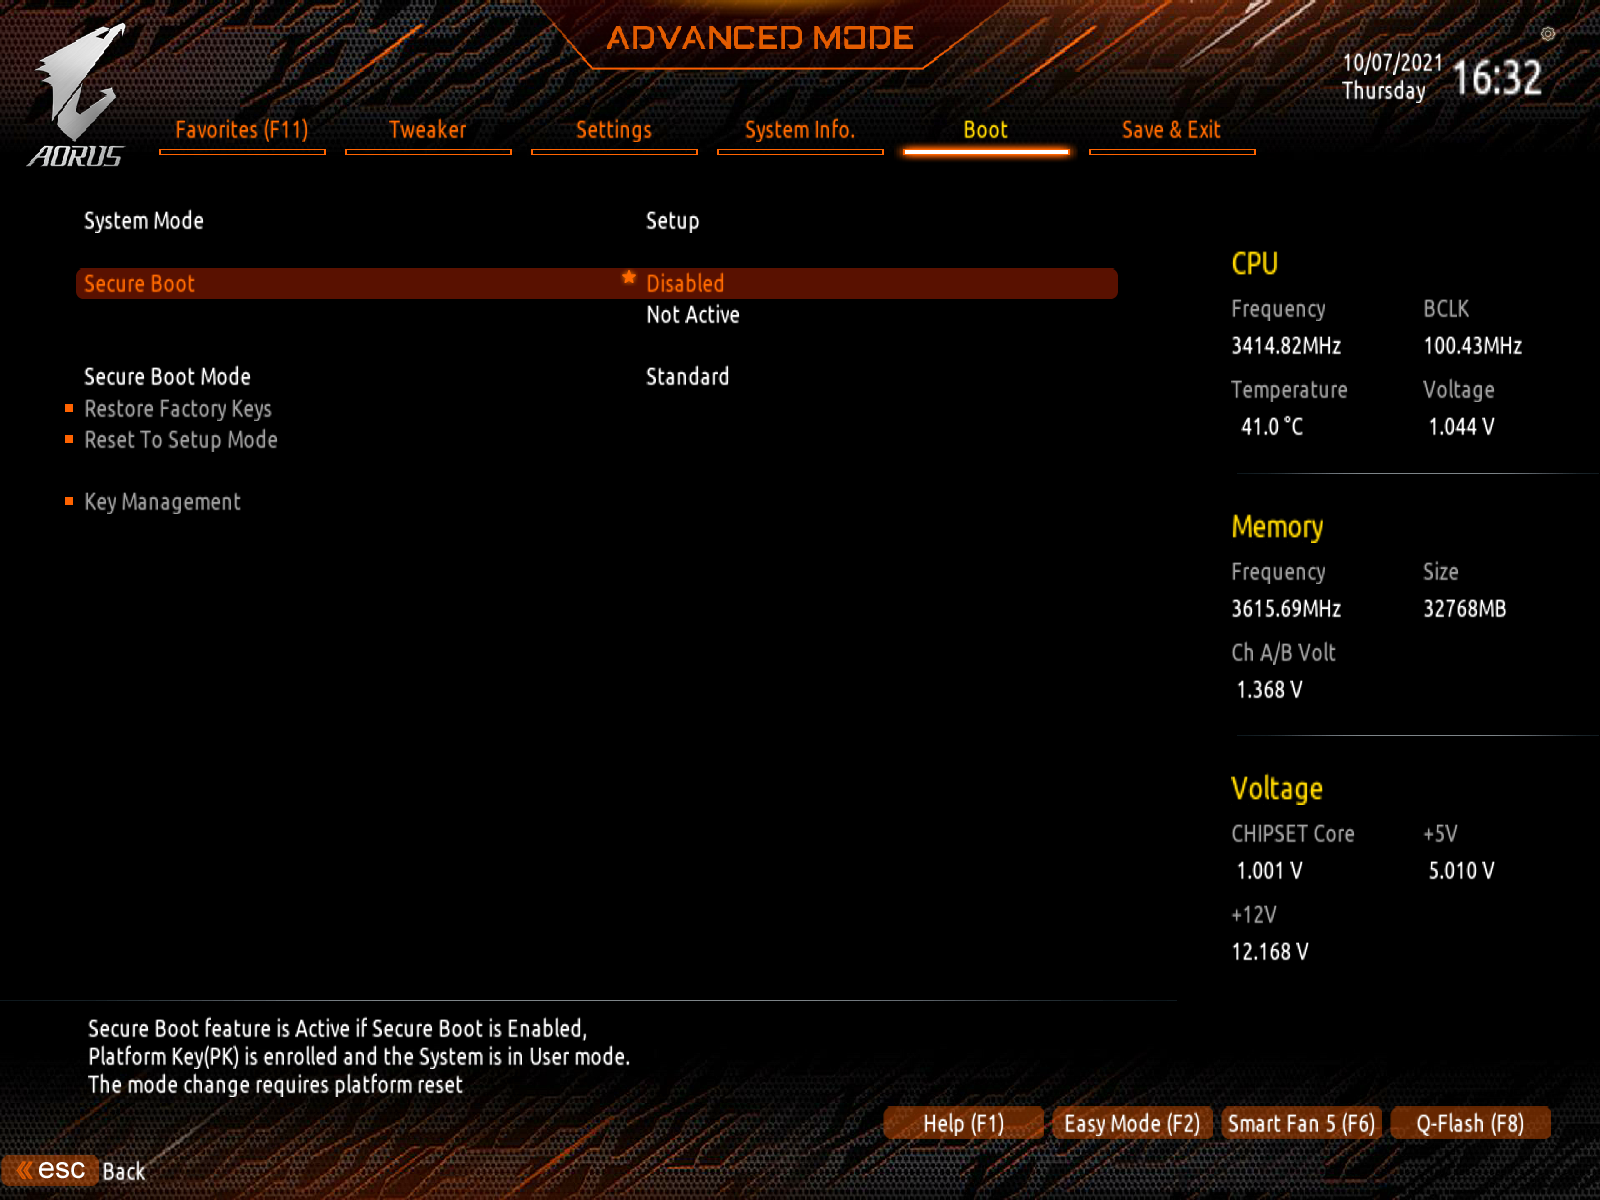 ADVANCED MODE
10/07/2021
Thursday
16:32
AORUS
Favorites (F11)
Tweaker
Settings
System Info.
Boot
Save & Exit
System Mode Setup
Secure Boot Disabled
Not Active
Secure Boot Mode Standard
Restore Factory Keys
Reset To Setup Mode
Key Management
CPU
Frequency BCLK
3414.82MHz 100.43MHz
Temperature Voltage
41.0 °C 1.044 V
Memory
Frequency Size
3615.69MHz 32768MB
Ch A/B Volt
1.368 V
Voltage
CHIPSET Core +5V
1.001 V 5.010 V
+12V
12.168 V
Secure Boot feature is Active if Secure Boot is Enabled,
Platform Key(PK) is enrolled and the System is in User mode.
The mode change requires platform reset
Help (F1)
Easy Mode (F2)
Smart Fan 5 (F6)
Q-Flash (F8)
esc Back